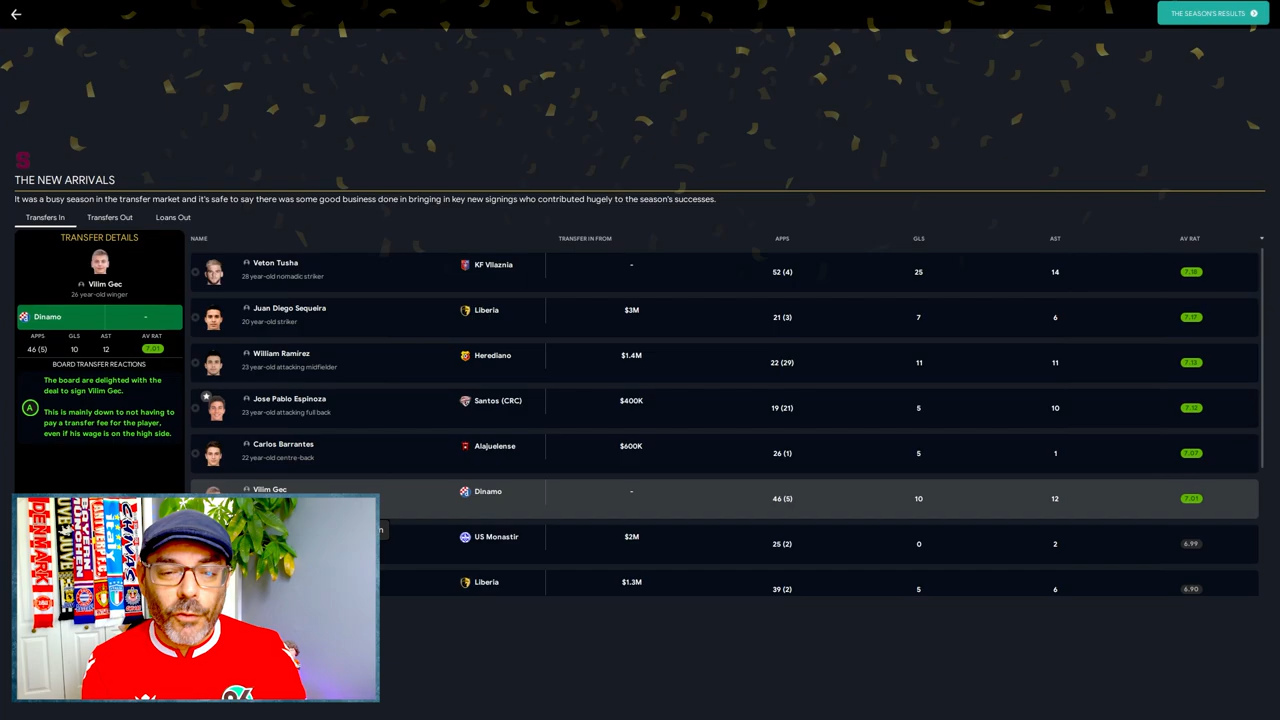 THE SEASON'S RESULTS
S
THE NEW ARRIVALS
It was a busy season in the transfer market and it's safe to say there was some good business done in bringing in key new signings who contributed hugely to the season's successes.
Transfers In Transfers Out Loans Out
TRANSFER DETAILS
Vilim Gec
26 year-old winger
Dinamo -
APPS GLS AST AV RAT
46 (5) 10 12 7.01
BOARD TRANSFER REACTIONS
A
The board are delighted with the
deal to sign Vilim Gec.
This is mainly down to not having to
pay a transfer fee for the player,
even if his wage is on the high side.
NAME TRANSFER IN FROM APPS GLS AST AV RAT
Veton Tusha KF Vllaznia - 52 (4) 25 14 7.18
28 year-old nomadic striker
Juan Diego Sequeira Liberia $3M 21 (3) 7 6 7.17
20 year-old striker
William Ramírez Herediano $1.4M 22 (29) 11 11 7.13
23 year-old attacking midfielder
Jose Pablo Espinoza Santos (CRC) $400K 19 (21) 5 10 7.12
23 year-old attacking full back
Carlos Barrantes Alajuelense $600K 26 (1) 5 1 7.07
22 year-old centre-back
Vilim Gec Dinamo - 46 (5) 10 12 7.01
US Monastir $2M 25 (2) 0 2 6.99
Liberia $1.3M 39 (2) 5 6 6.90
DENMARK
BAYERN
Italy
CHIVAS
96